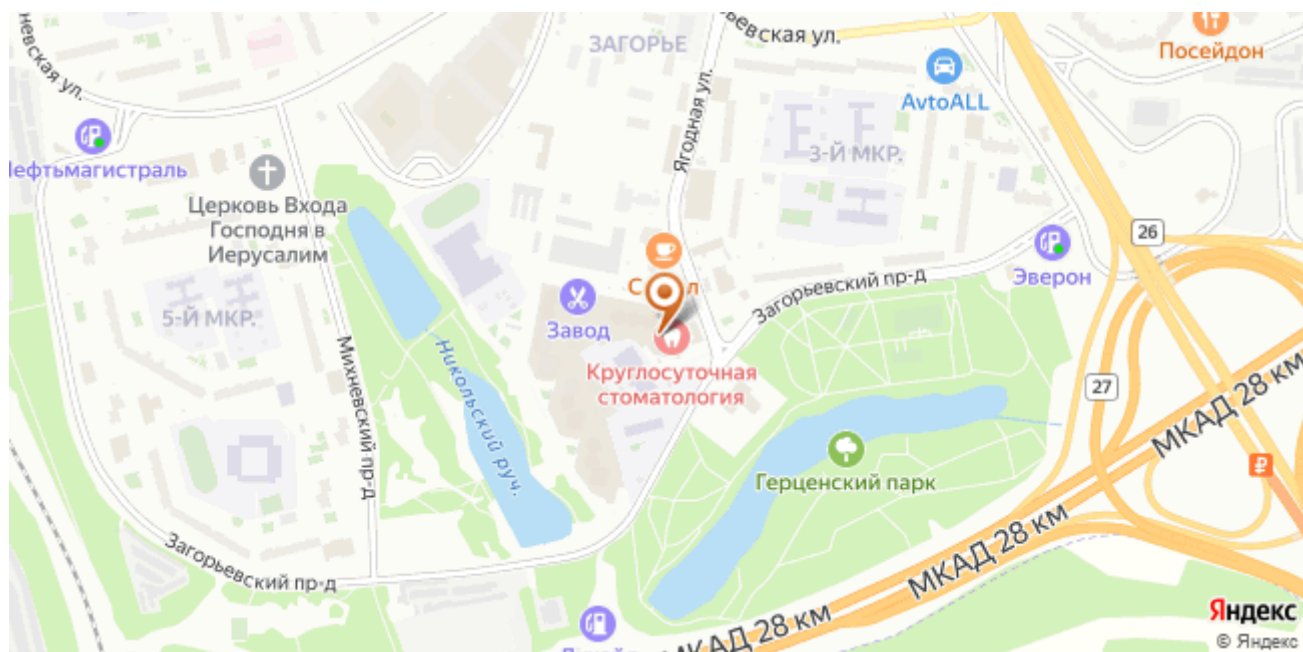 ьевская ул.
ЗАГОРЬЕ
Посейдон
невская ул.
AvtoALL
Ягодная ул.
3-Й МКР.
Нефтьмагистраль
Церковь Входа
Господня в
Иерусалим
26
Эверон
Загорьевский пр-д
5-Й МКР.
Завод
Михневский пр-д
Никольский руч.
Круглосуточная
стоматология
27
МКАД 28 км
Герценский парк
Загорьевский пр-д
МКАД 28 км
МКАД 28 км
Яндекс
© Яндекс